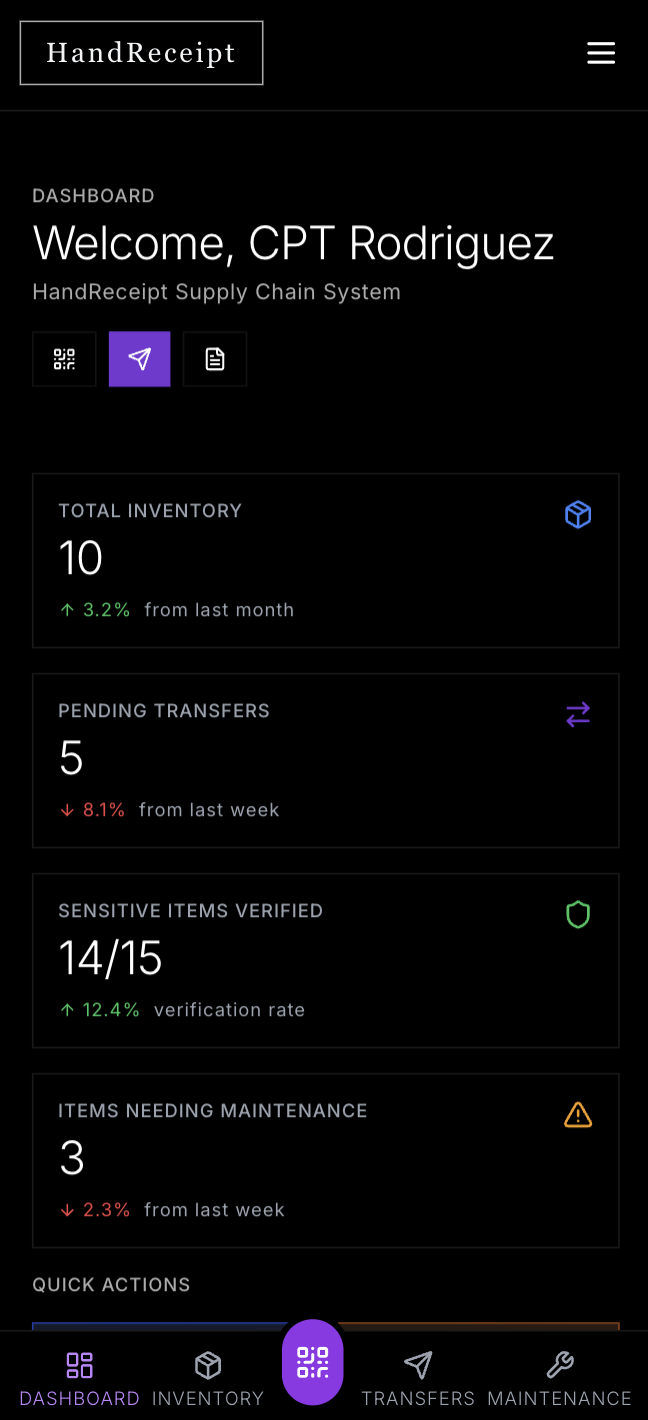 HandReceipt
DASHBOARD
Welcome, CPT Rodriguez
HandReceipt Supply Chain System
TOTAL INVENTORY
10
↑ 3.2% from last month
PENDING TRANSFERS
5
↓ 8.1% from last week
SENSITIVE ITEMS VERIFIED
14/15
↑ 12.4% verification rate
ITEMS NEEDING MAINTENANCE
3
↓ 2.3% from last week
QUICK ACTIONS
DASHBOARD INVENTORY TRANSFERS MAINTENANCE